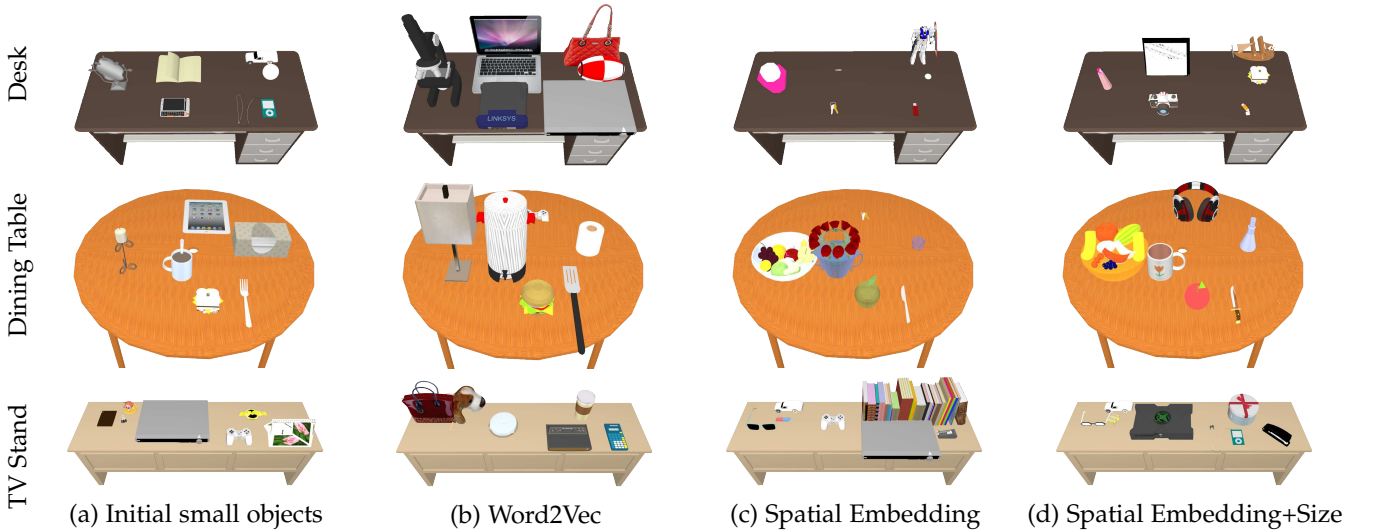 Desk
LINKSYS
Dining Table
TV Stand
(a) Initial small objects
(b) Word2Vec
(c) Spatial Embedding
(d) Spatial Embedding+Size